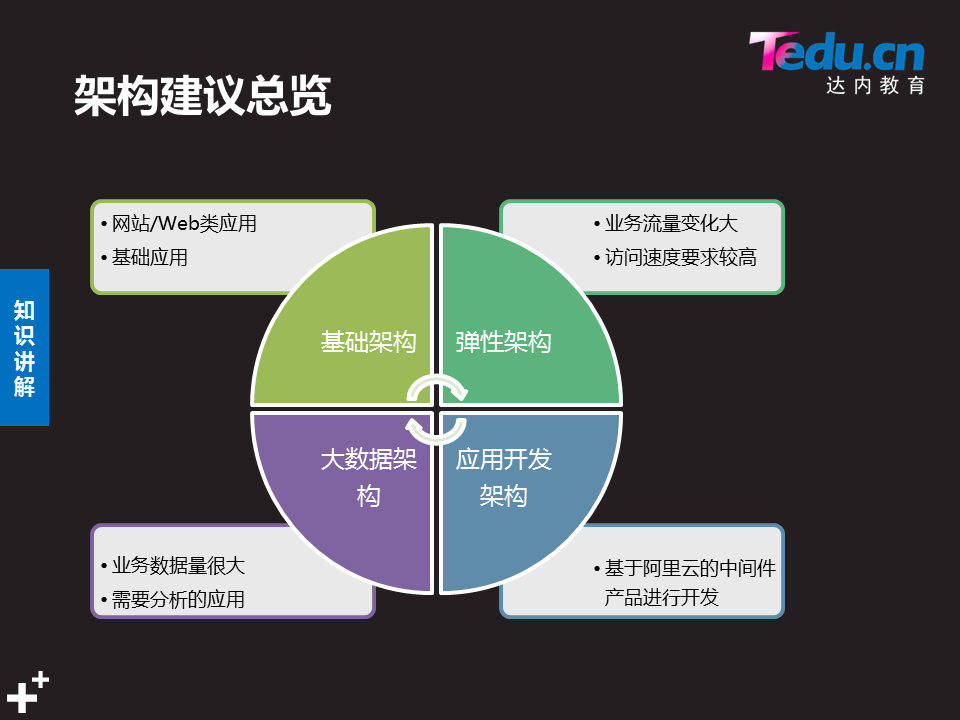 Tedu.cn
达内教育
架构建议总览
• 网站/Web类应用
• 基础应用
• 业务流量变化大
• 访问速度要求较高
知
识
讲
解
基础架构
弹性架构
大数据架
构
应用开发
架构
• 业务数据量很大
• 需要分析的应用
• 基于阿里云的中间件
产品进行开发